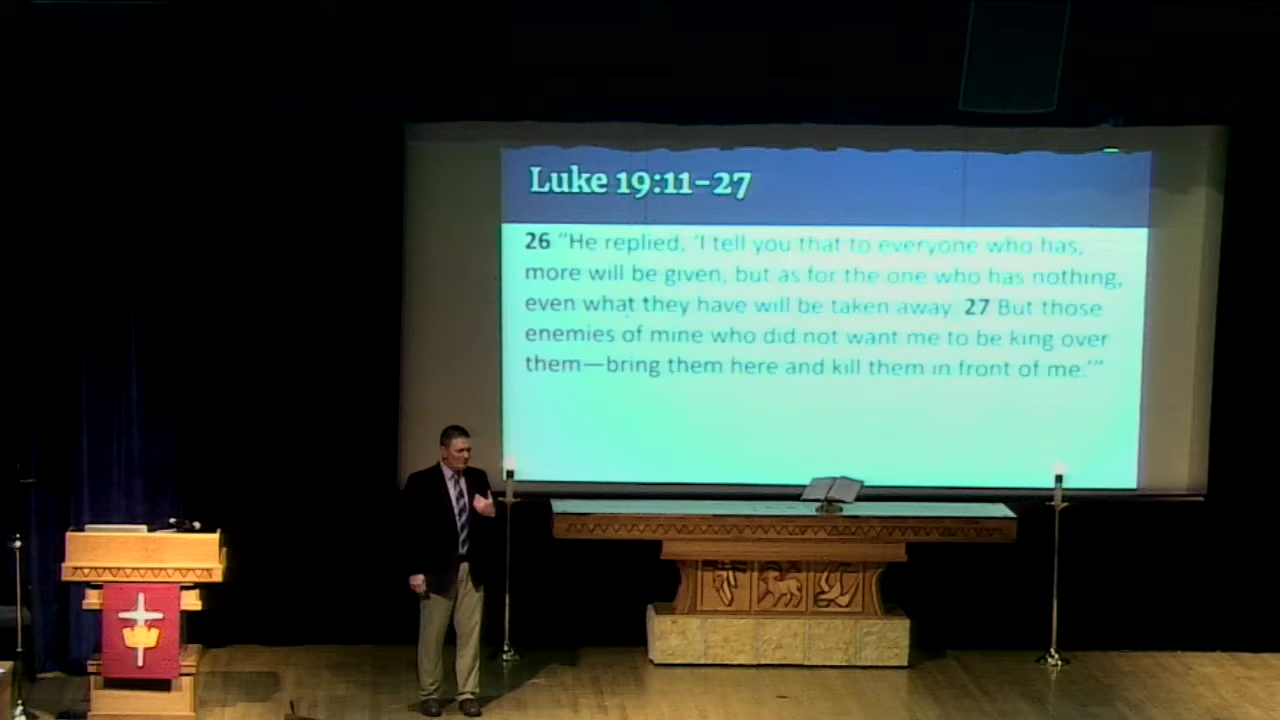 Luke 19:11-27
26 “He replied, ‘I tell you that to everyone who has,
more will be given, but as for the one who has nothing,
even what they have will be taken away. 27 But those
enemies of mine who did not want me to be king over
them—bring them here and kill them in front of me.’”